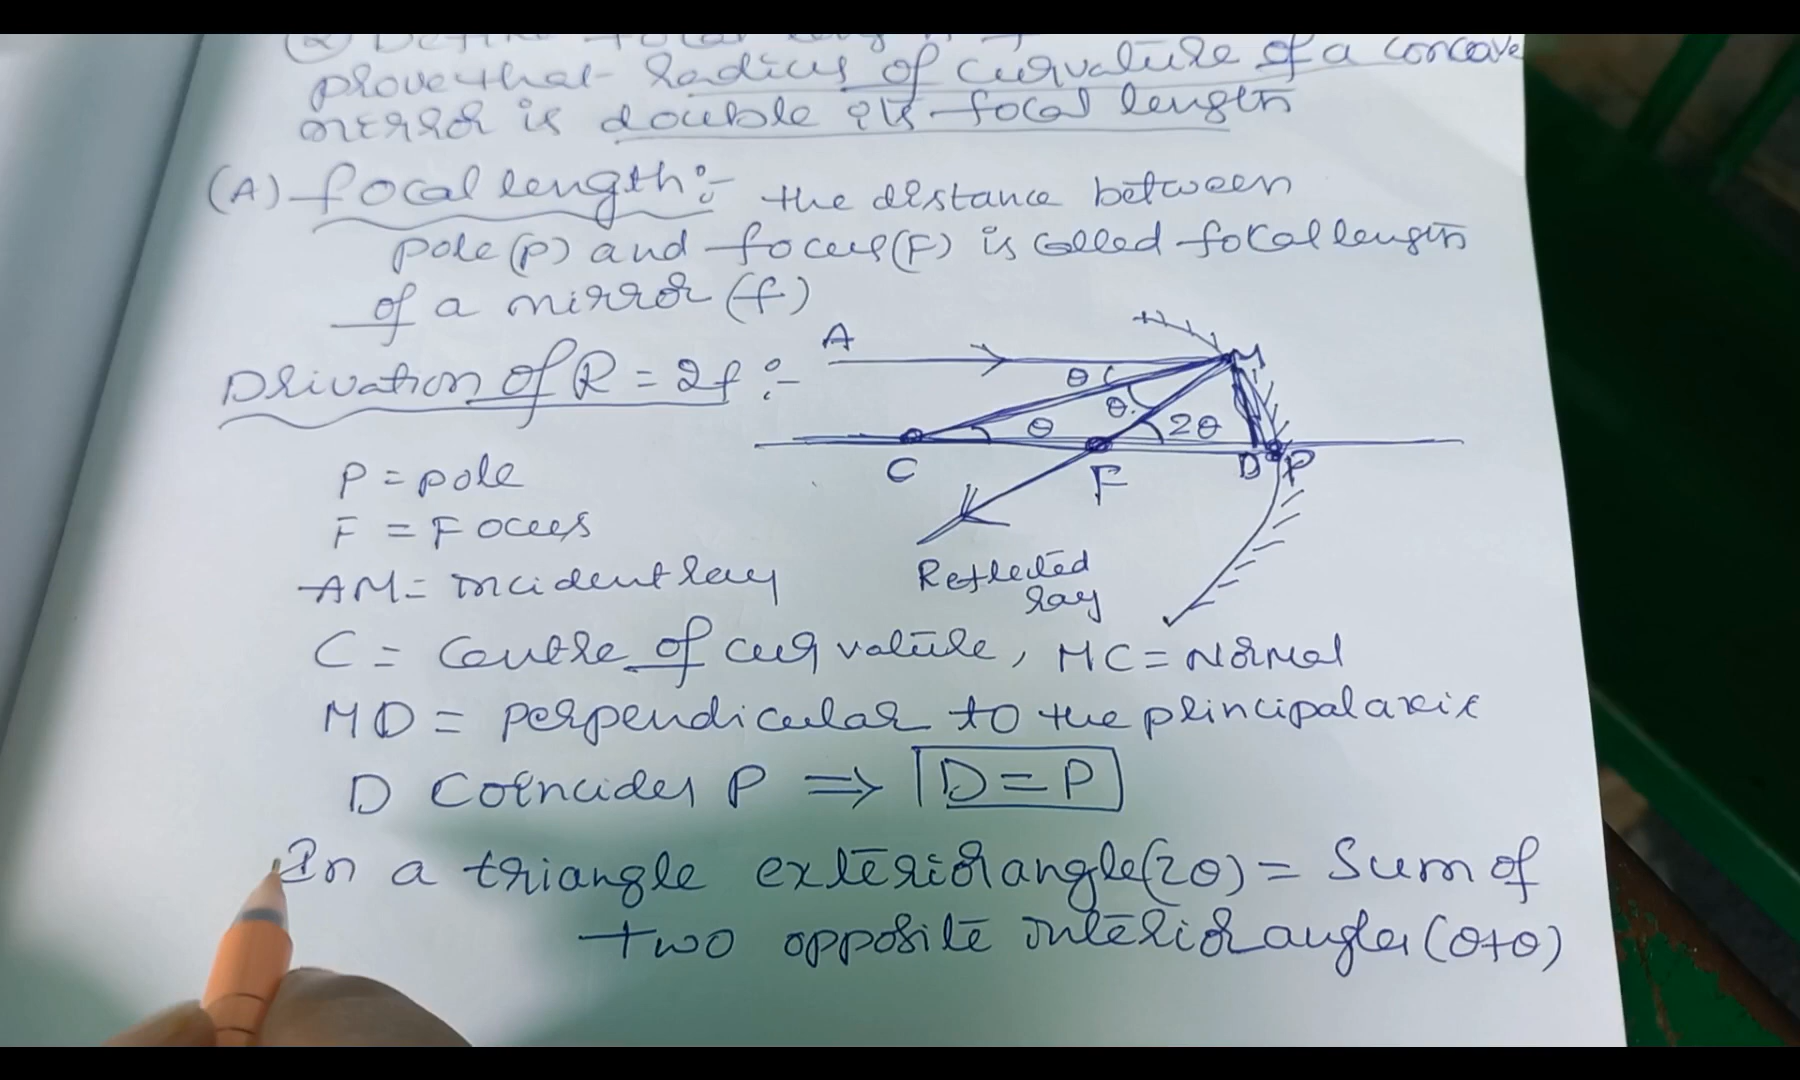 prove that radius of curvature of a concave
mirror is double its focal length
(A) focal length :- the distance between
pole (P) and focus (F) is called focal length
of a mirror (f)
Drivation of R = 2f :-
A
M
θ
θ
θ
2θ
C
F
D
P
P = pole
F = Focus
Reflected
ray
AM = incident ray
C = Centre of curvature, MC = Normal
MD = perpendicular to the principal axis
D Coincides P ⇒ D = P
In a triangle exterior angle (2θ) = Sum of
two opposite interior angles (θ+θ)